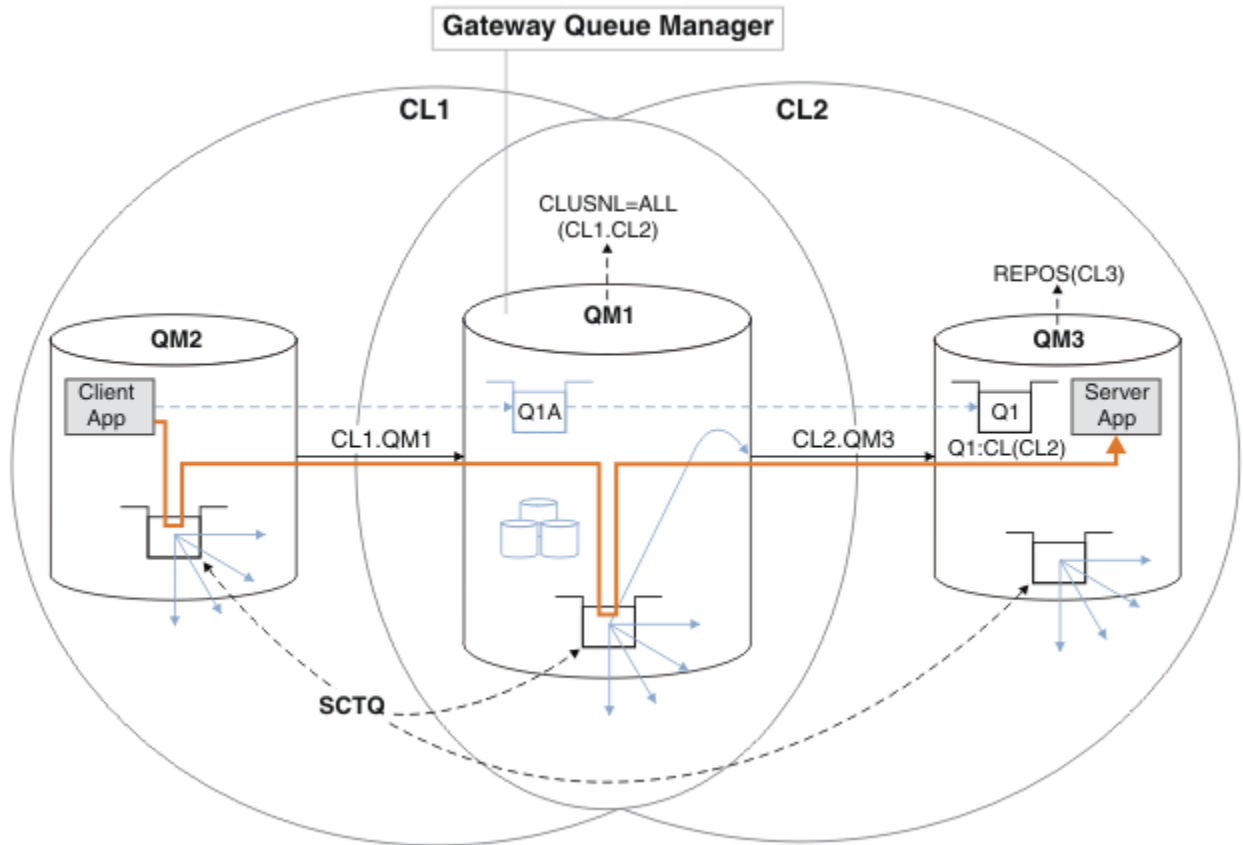 Gateway Queue Manager
CL1
CL2
CLUSNL=ALL
(CL1.CL2)
REPOS(CL3)
QM2
QM1
QM3
Client
App
Q1A
Q1
Server
App
CL1.QM1
CL2.QM3
Q1:CL(CL2)
SCTQ